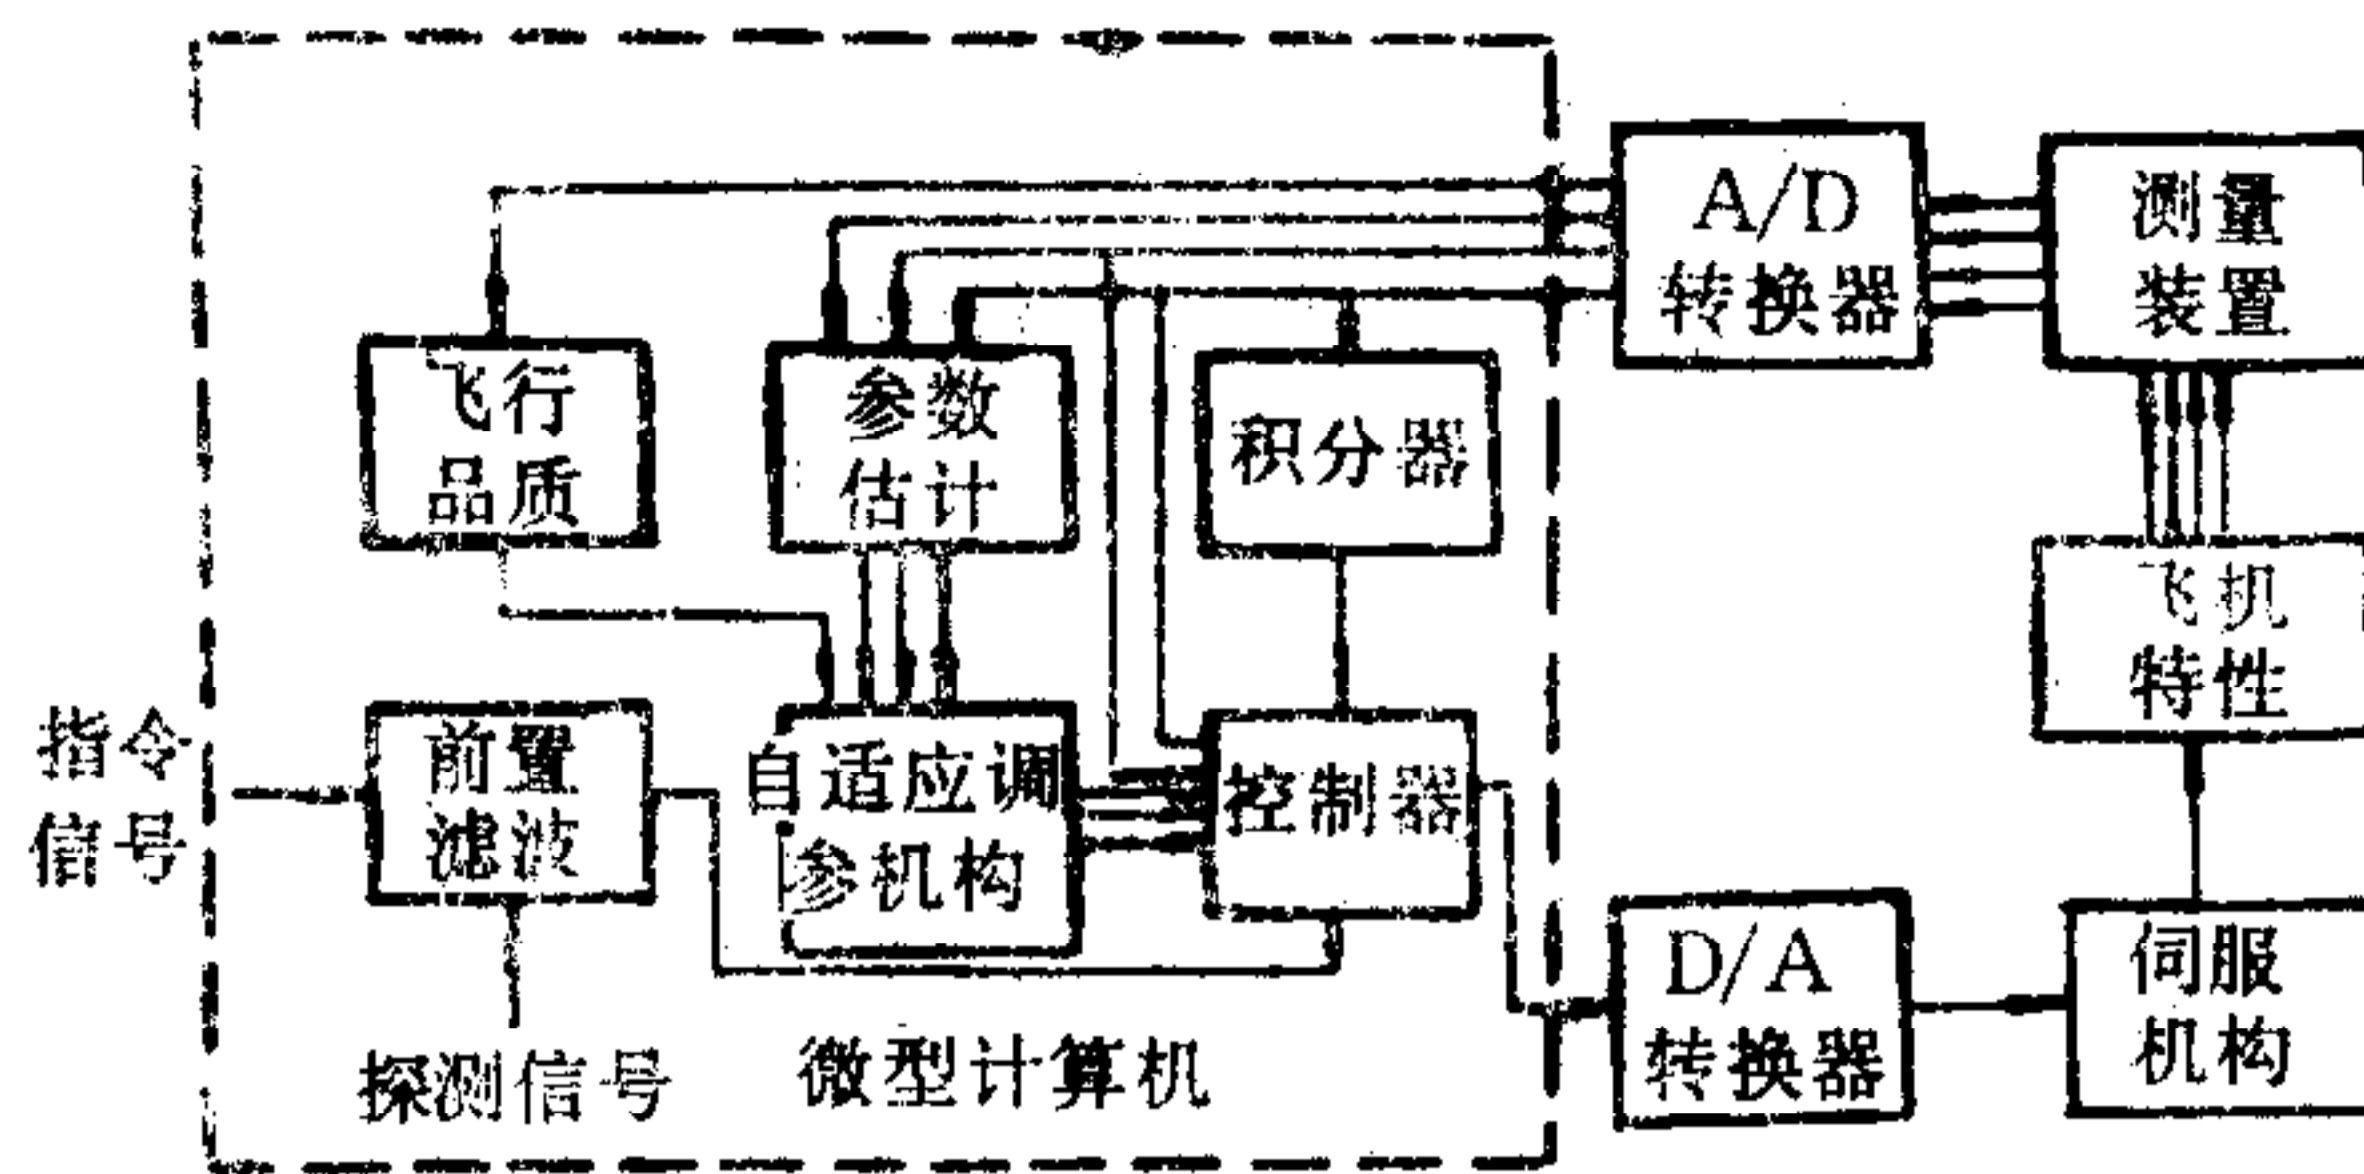 A/D
转换器
测量
装置
飞行
品质
参数
估计
积分器
飞机
特性
指令
信号
前置
滤波
自适应调
参机构
控制器
D/A
转换器
伺服
机构
探测信号
微型计算机